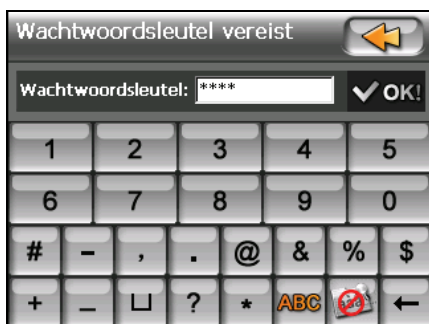 Wachtwoordsleutel vereist
Wachtwoordsleutel: **** OK!
1 2 3 4 5
6 7 8 9 0
# - , . @ & % $
+ _ ⌴ ? * ABC ←